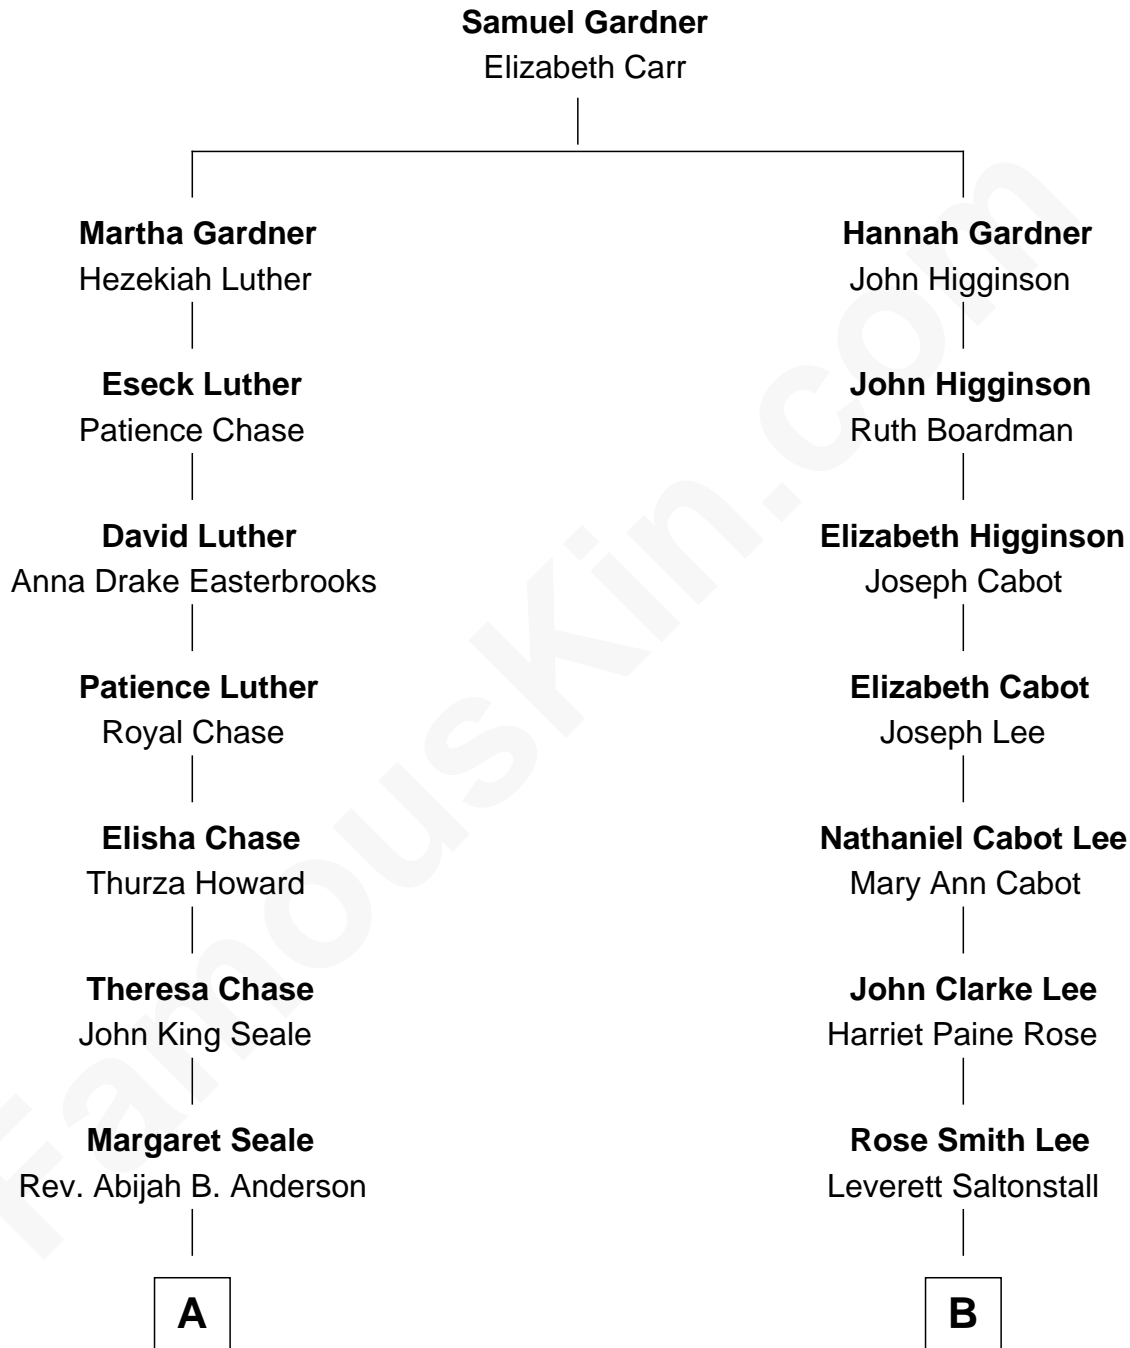 Samuel Gardner
Elizabeth Carr
Martha Gardner
Hezekiah Luther
Hannah Gardner
John Higginson
Eseck Luther
Patience Chase
John Higginson
Ruth Boardman
David Luther
Anna Drake Easterbrooks
Elizabeth Higginson
Joseph Cabot
Patience Luther
Royal Chase
Elizabeth Cabot
Joseph Lee
Elisha Chase
Thurza Howard
Nathaniel Cabot Lee
Mary Ann Cabot
Theresa Chase
John King Seale
John Clarke Lee
Harriet Paine Rose
Margaret Seale
Rev. Abijah B. Anderson
Rose Smith Lee
Leverett Saltonstall
A
B
FamousKin.com